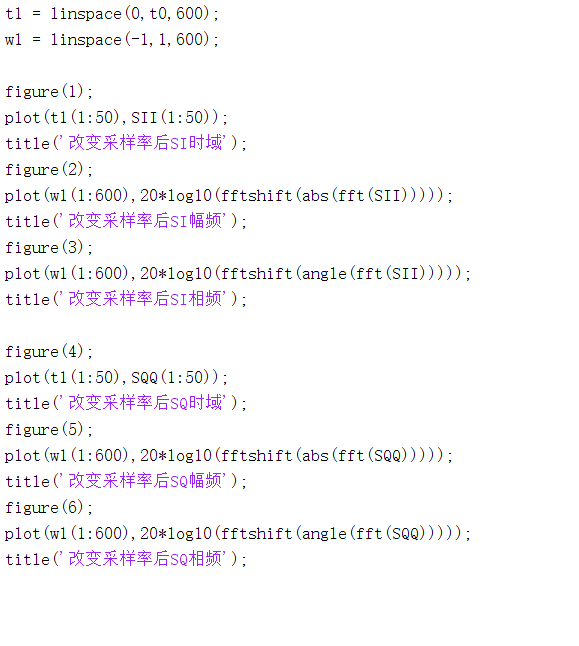 t1 = linspace(0,t0,600);
w1 = linspace(-1,1,600);
figure(1);
plot(t1(1:50),SII(1:50));
title('改变采样率后SI时域');
figure(2);
plot(w1(1:600),20*log10(fftshift(abs(fft(SII)))));
title('改变采样率后SI幅频');
figure(3);
plot(w1(1:600),20*log10(fftshift(angle(fft(SII)))));
title('改变采样率后SI相频');
figure(4);
plot(t1(1:50),SQQ(1:50));
title('改变采样率后SQ时域');
figure(5);
plot(w1(1:600),20*log10(fftshift(abs(fft(SQQ)))));
title('改变采样率后SQ幅频');
figure(6);
plot(w1(1:600),20*log10(fftshift(angle(fft(SQQ)))));
title('改变采样率后SQ相频');